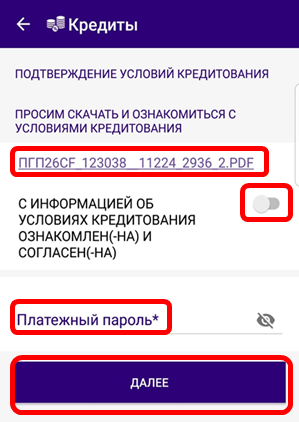 Кредиты
ПОДТВЕРЖДЕНИЕ УСЛОВИЙ КРЕДИТОВАНИЯ
ПРОСИМ СКАЧАТЬ И ОЗНАКОМИТЬСЯ С
УСЛОВИЯМИ КРЕДИТОВАНИЯ
ПГП26CF_123038__11224_2936_2.PDF
С ИНФОРМАЦИЕЙ ОБ
УСЛОВИЯХ КРЕДИТОВАНИЯ
ОЗНАКОМЛЕН(-НА) И
СОГЛАСЕН(-НА)
Платежный пароль*
ДАЛЕЕ